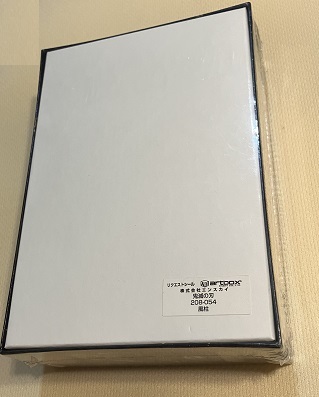 リクエストシール artbox
株式会社エンスカイ
鬼滅の刃
208-054
風柱